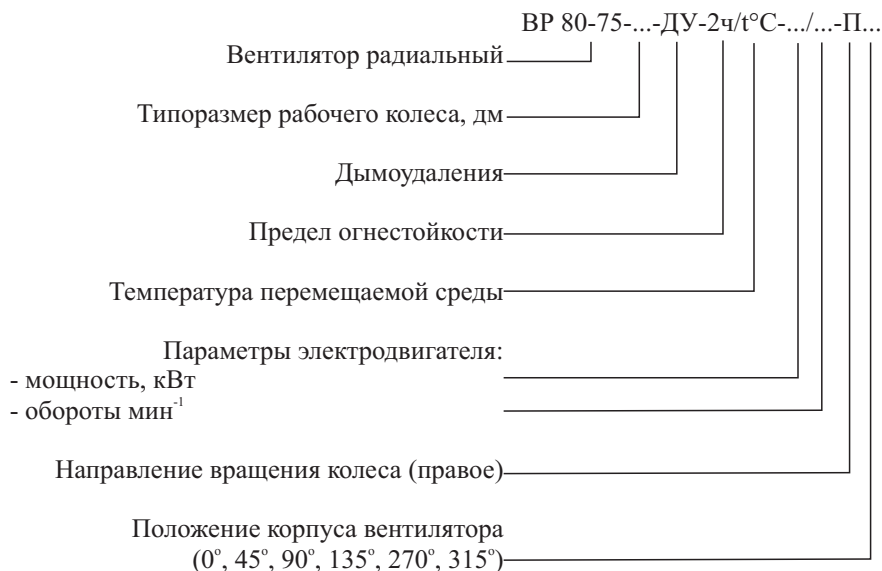 ВР 80-75-...-ДУ-2ч/t°С-.../...-П...
Вентилятор радиальный
Типоразмер рабочего колеса, дм
Дымоудаления
Предел огнестойкости
Температура перемещаемой среды
Параметры электродвигателя:
- мощность, кВт
- обороты мин⁻¹
Направление вращения колеса (правое)
Положение корпуса вентилятора
(0°, 45°, 90°, 135°, 270°, 315°)